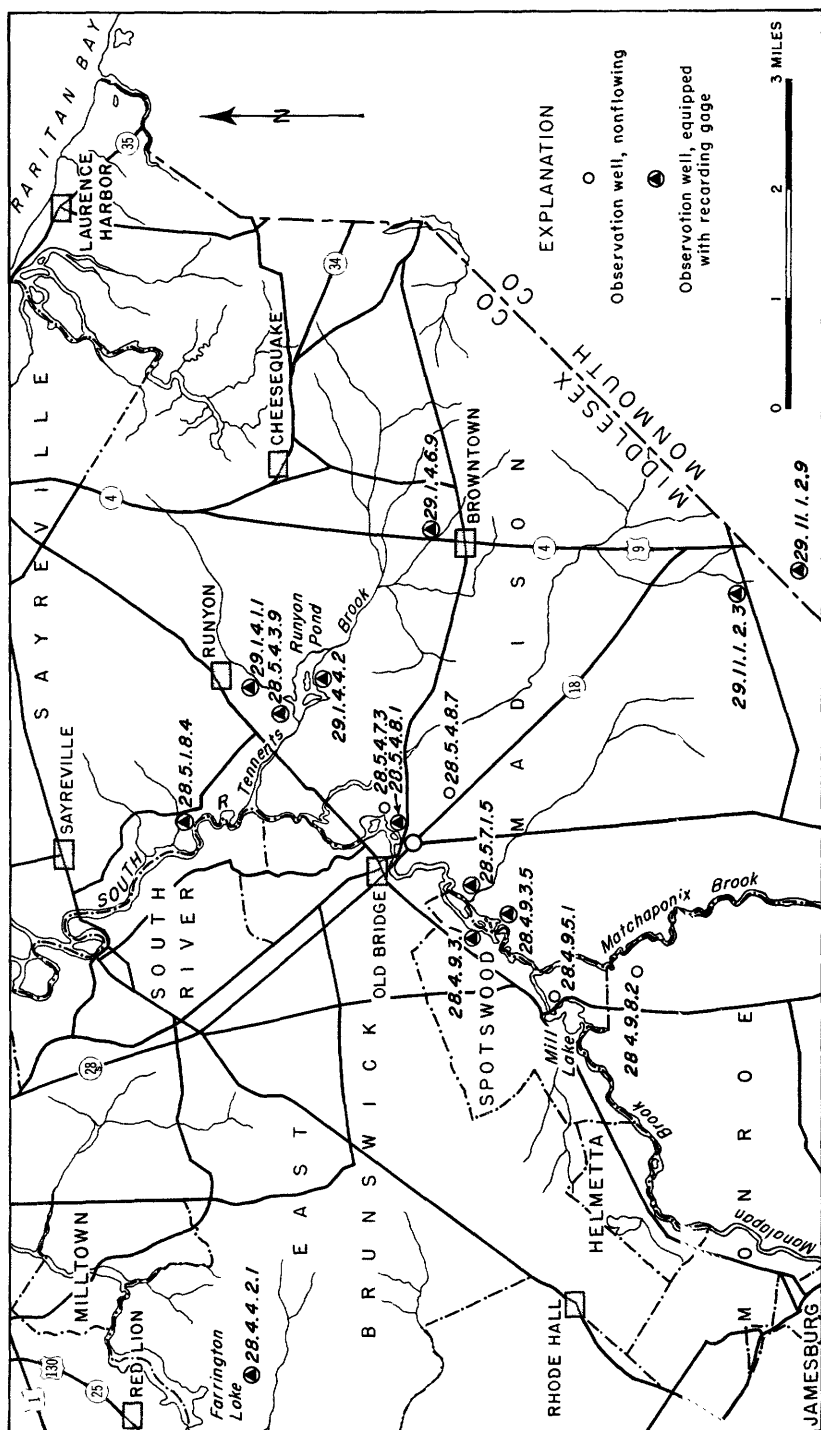 RARITAN BAY
LAURENCE
HARBOR
35
N
EXPLANATION
Observation well, nonflowing
Observation well, equipped
with recording gage
0 1 2 3 MILES
34
CHEESEQUAKE
SAYREVILLE
4
MIDDLESEX CO
MONMOUTH CO
29.1.4.6.9
BROWNTOWN
RUNYON
29.1.4.1.1
28.5.4.3.9
Runyon
Pond
29.1.4.4.2
Tennents Brook
4
9
29.11.1.2.9
29.11.1.2.3
MADISON
18
SAYREVILLE
28.5.1.8.4
SOUTH R
28.5.4.7.3
20.5.4.8.1
28.5.4.8.7
SOUTH
RIVER
OLD BRIDGE
28.5.7.1.5
28.4.9.3.5
28.4.9.3.1
SPOTSWOOD
28.4.9.5.1
Matchaponix Brook
28 4.9 8.2
Mill
Lake
28
EAST
BRUNSWICK
HELMETTA
MONROE
Manalapan Brook
MILLTOWN
1
130
25
RED LION
Farrington
Lake
28.4.4.2.1
RHODE HALL
JAMESBURG